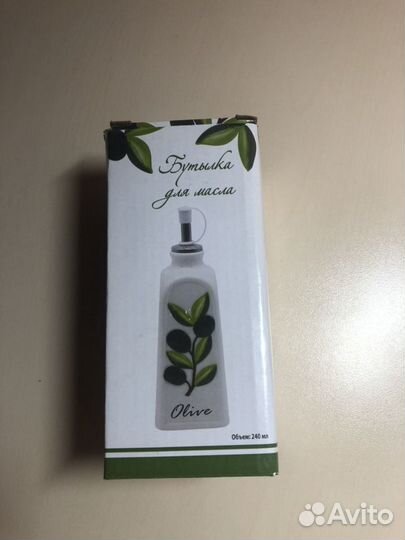 Бутылка
для масла
Olive
Объем: 240 мл
Avito